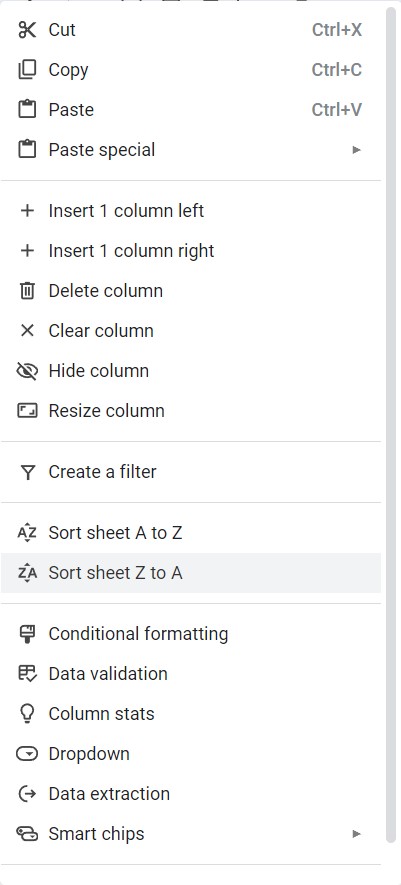 Cut Ctrl+X
Copy Ctrl+C
Paste Ctrl+V
Paste special
Insert 1 column left
Insert 1 column right
Delete column
Clear column
Hide column
Resize column
Create a filter
Sort sheet A to Z
Sort sheet Z to A
Conditional formatting
Data validation
Column stats
Dropdown
Data extraction
Smart chips